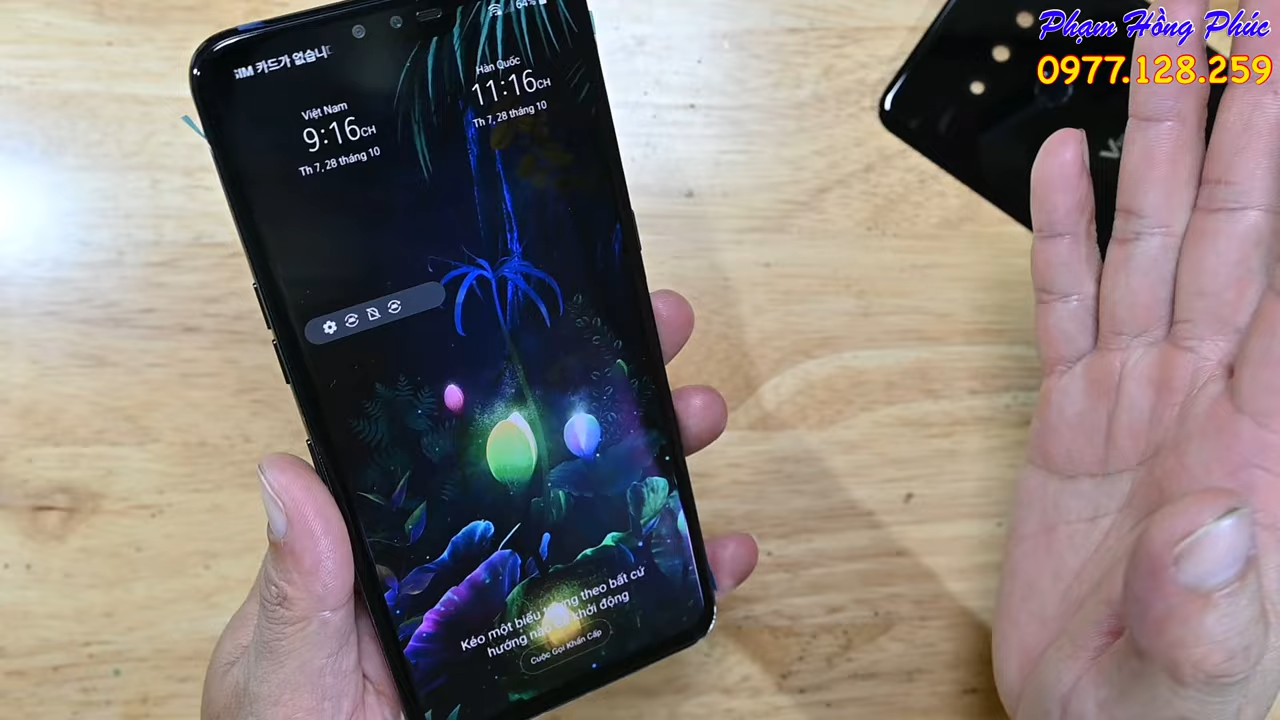 Phạm Hồng Phúc
0977.128.259
64%
SIM 카드가 없습니
Việt Nam
9:16CH
Th 7, 28 tháng 10
Hàn Quốc
11:16CH
Th 7, 28 tháng 10
Kéo một biểu theo bất cứ
hướng khởi động
Cuộc Gọi Khẩn Cấp